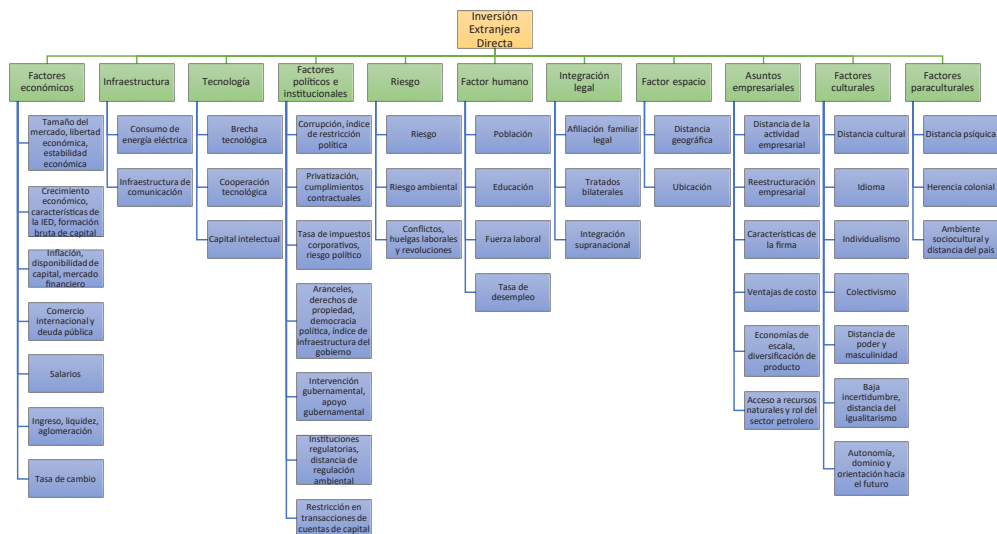 Inversión
Extranjera
Directa
Factores
económicos
Tamaño del
mercado, libertad
económica,
estabilidad
económica
Crecimiento
económico,
características de
la IED, formación
bruta de capital
Inflación,
disponibilidad de
capital, mercado
financiero
Comercio
internacional y
deuda pública
Salarios
Ingreso, liquidez,
aglomeración
Tasa de cambio
Infraestructura
Consumo de
energía eléctrica
Infraestructura de
comunicación
Tecnología
Brecha
tecnológica
Cooperación
tecnológica
Capital intelectual
Factores
políticos e
institucionales
Corrupción, índice
de restricción
política
Privatización,
cumplimientos
contractuales
Tasa de impuestos
corporativos,
riesgo político
Aranceles,
derechos de
propiedad,
democracia
política, índice de
infraestructura del
gobierno
Intervención
gubernamental,
apoyo
gubernamental
Instituciones
regulatorias,
distancia de
regulación
ambiental
Restricción en
transacciones de
cuentas de capital
Riesgo
Riesgo
Riesgo ambiental
Conflictos,
huelgas laborales
y revoluciones
Factor humano
Población
Educación
Fuerza laboral
Tasa de
desempleo
Integración
legal
Afiliación familiar
legal
Tratados
bilaterales
Integración
supranacional
Factor espacio
Distancia
geográfica
Ubicación
Asuntos
empresariales
Distancia de la
actividad
empresarial
Reestructuración
empresarial
Características de
la firma
Ventajas de costo
Economías de
escala,
diversificación de
producto
Acceso a recursos
naturales y rol del
sector petrolero
Factores
culturales
Distancia cultural
Idioma
Individualismo
Colectivismo
Distancia de
poder y
masculinidad
Baja
incertidumbre,
distancia del
igualitarismo
Autonomía,
dominio y
orientación hacia
el futuro
Factores
paraculturales
Distancia psíquica
Herencia colonial
Ambiente
sociocultural y
distancia del país